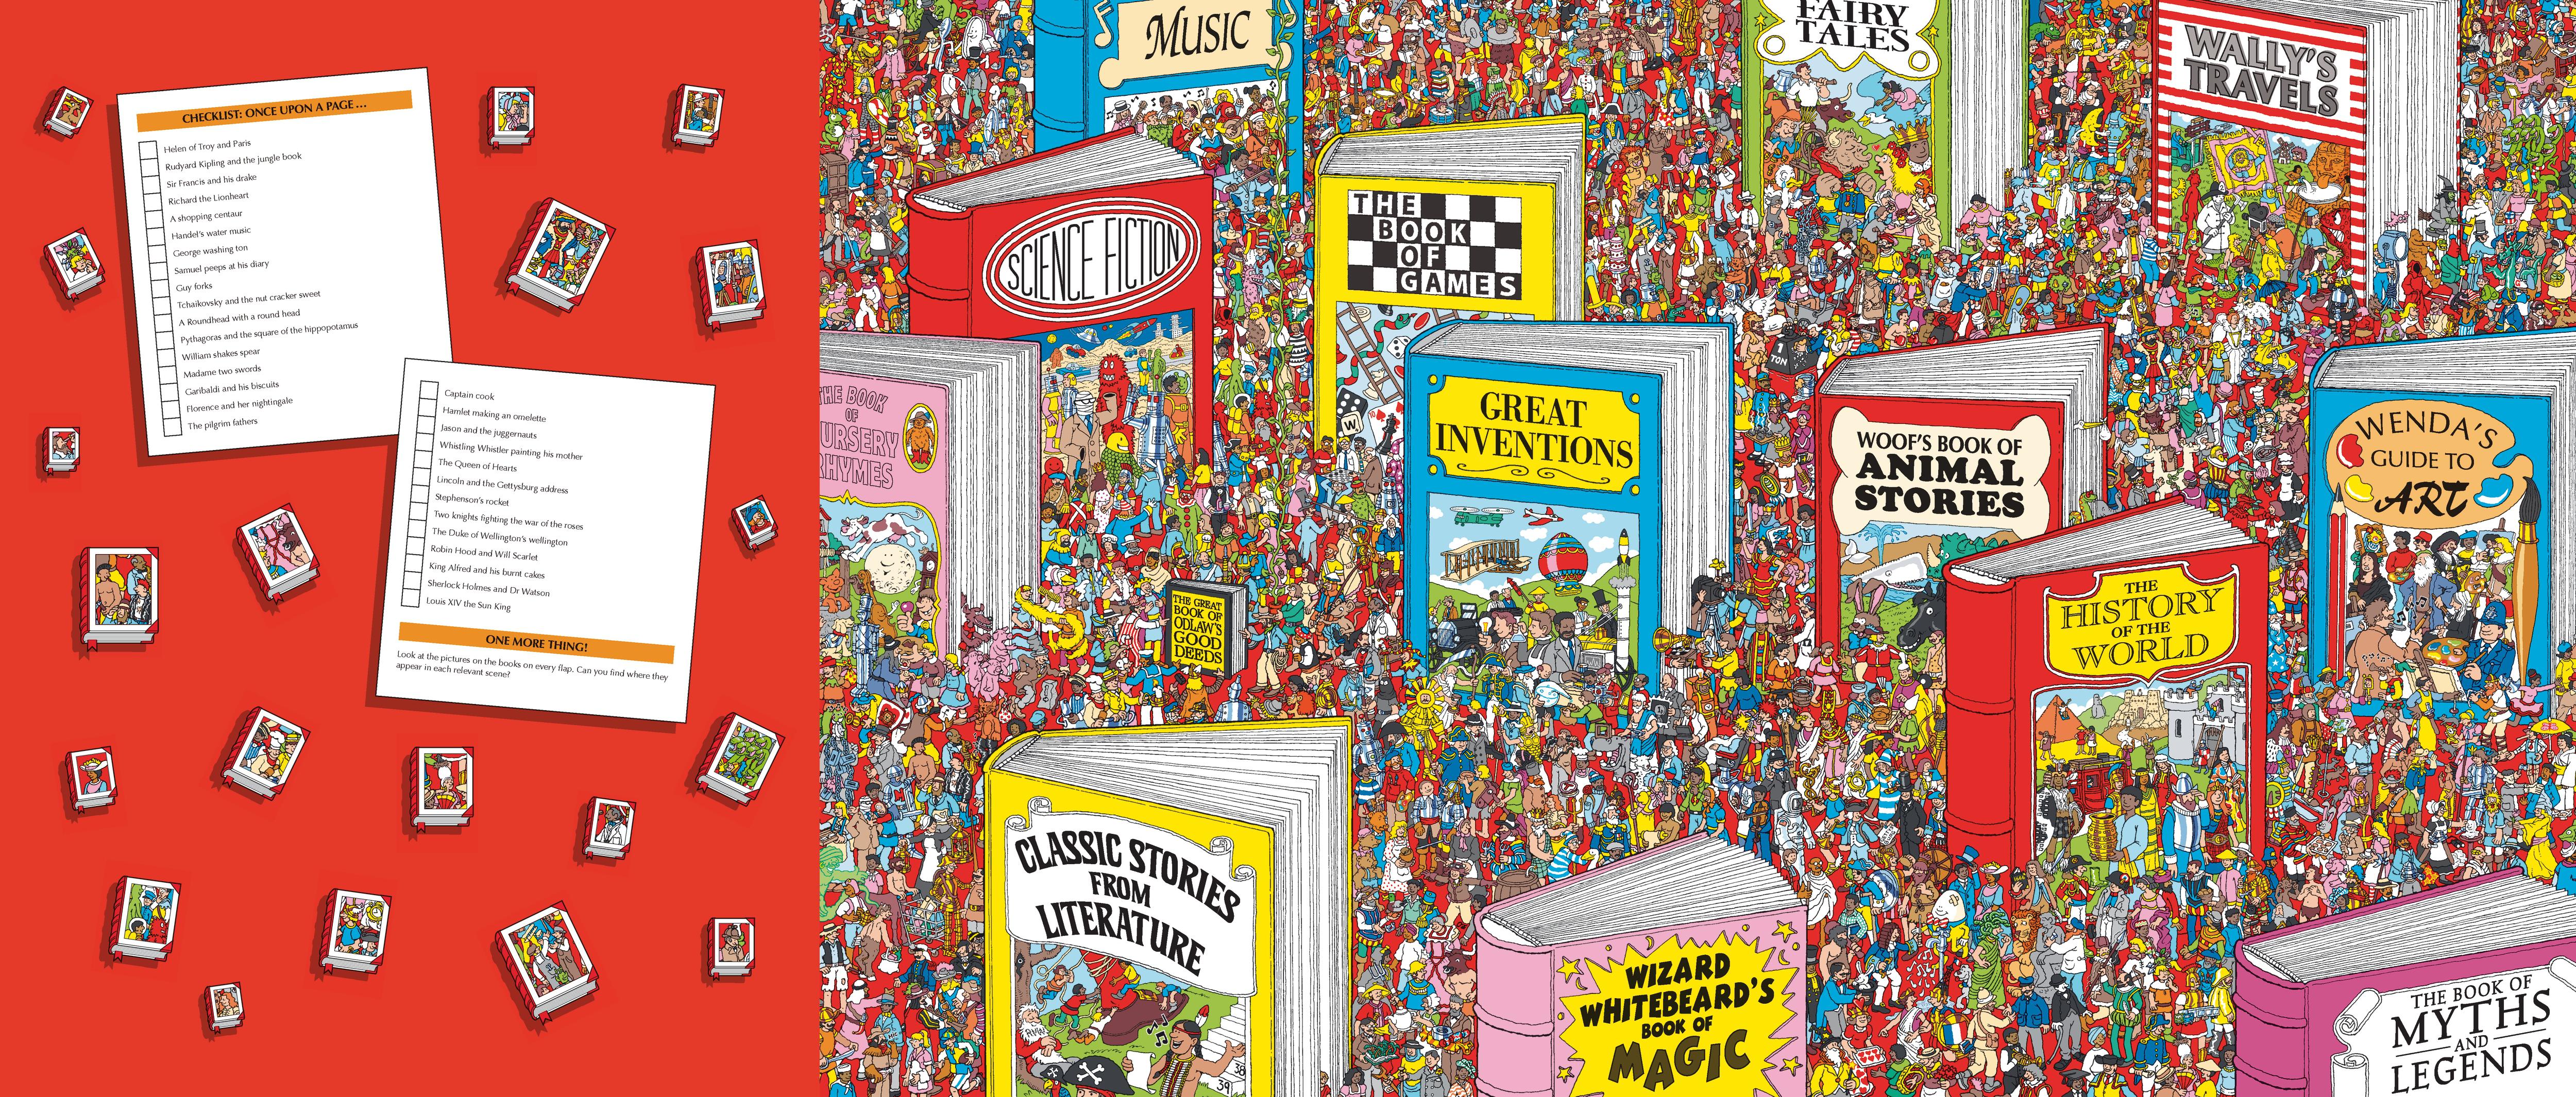 CHECKLIST: ONCE UPON A PAGE...
Helen of Troy and Paris
Rudyard Kipling and the jungle book
Sir Francis and his drake
Richard the Lionheart
A shopping centaur
Handel's water music
George washing ton
Samuel peeps at his diary
Guy forks
Tchaikovsky and the nut cracker sweet
A Roundhead with a round head
Pythagoras and the square of the hippopotamus
William shakes spear
Madame two swords
Garibaldi and his biscuits
Florence and her nightingale
The pilgrim fathers
Captain cook
Hamlet making an omelette
Jason and the juggernauts
Whistling Whistler painting his mother
The Queen of Hearts
Lincoln and the Gettysburg address
Stephenson's rocket
Two knights fighting the war of the roses
The Duke of Wellington's wellington
Robin Hood and Will Scarlet
King Alfred and his burnt cakes
Sherlock Holmes and Dr Watson
Louis XIV the Sun King
ONE MORE THING!
Look at the pictures on the books on every flap. Can you find where they
appear in each relevant scene?
MUSIC
FAIRY
TALES
WALLY'S
TRAVELS
SCIENCE FICTION
THE
BOOK
OF
GAMES
W
1
TON
THE BOOK
OF
NURSERY
RHYMES
GREAT
INVENTIONS
WOOF'S BOOK OF
ANIMAL
STORIES
WENDA'S
GUIDE TO
ART
THE GREAT
BOOK OF
ODLAW'S
GOOD
DEEDS
THE
HISTORY
OF THE
WORLD
CLASSIC STORIES
FROM
LITERATURE
38
39
WIZARD
WHITEBEARD'S
BOOK OF
MAGIC
THE BOOK OF
MYTHS
AND
LEGENDS